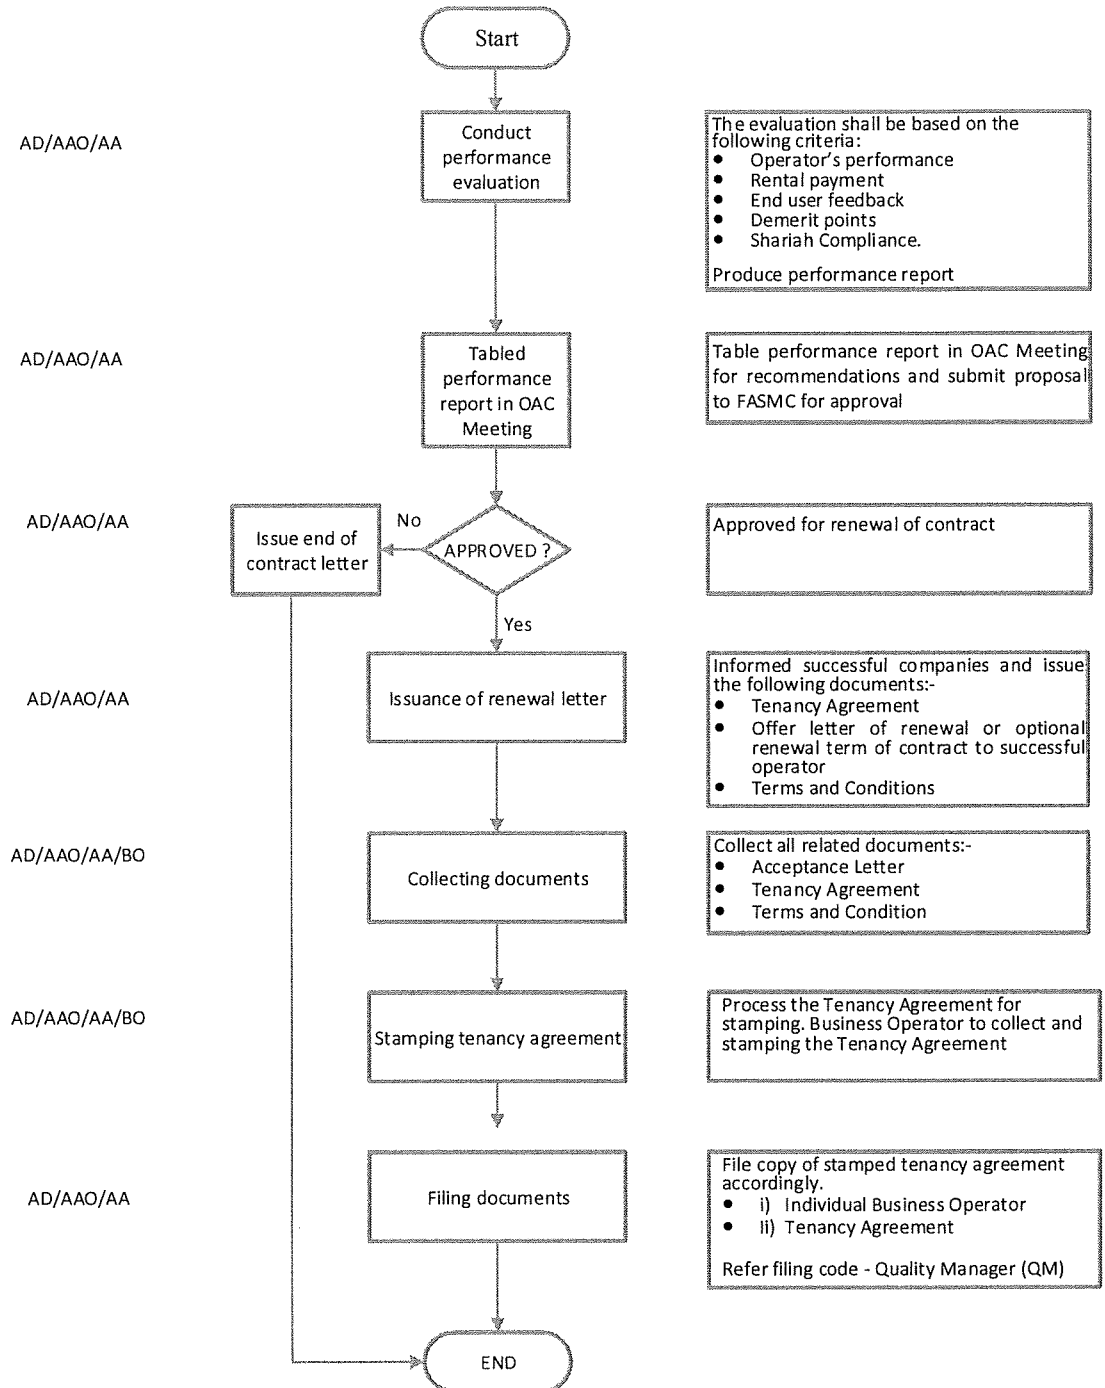 Start
AD/AAO/AA
Conduct
performance
evaluation
The evaluation shall be based on the
following criteria:
● Operator's performance
● Rental payment
● End user feedback
● Demerit points
● Shariah Compliance.
Produce performance report
AD/AAO/AA
Tabled
performance
report in OAC
Meeting
Table performance report in OAC Meeting
for recommendations and submit proposal
to FASMC for approval
AD/AAO/AA
Issue end of
contract letter
No
APPROVED ?
Approved for renewal of contract
Yes
AD/AAO/AA
Issuance of renewal letter
Informed successful companies and issue
the following documents:-
● Tenancy Agreement
● Offer letter of renewal or optional
renewal term of contract to successful
operator
● Terms and Conditions
AD/AAO/AA/BO
Collecting documents
Collect all related documents:-
● Acceptance Letter
● Tenancy Agreement
● Terms and Condition
AD/AAO/AA/BO
Stamping tenancy agreement
Process the Tenancy Agreement for
stamping. Business Operator to collect and
stamping the Tenancy Agreement
AD/AAO/AA
Filing documents
File copy of stamped tenancy agreement
accordingly.
● i) Individual Business Operator
● Ii) Tenancy Agreement
Refer filing code - Quality Manager (QM)
END